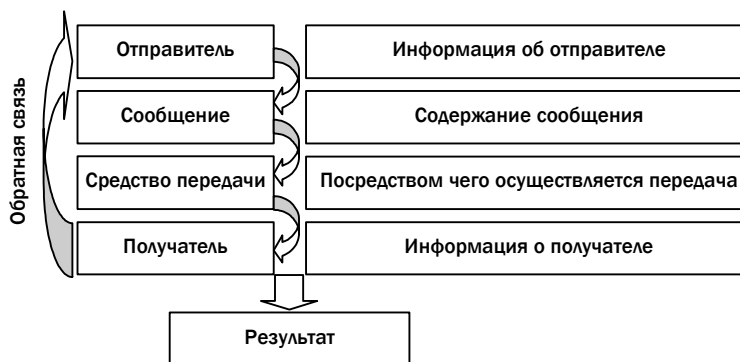 Отправитель
Информация об отправителе
Обратная связь
Сообщение
Содержание сообщения
Средство передачи
Посредством чего осуществляется передача
Получатель
Информация о получателе
Результат